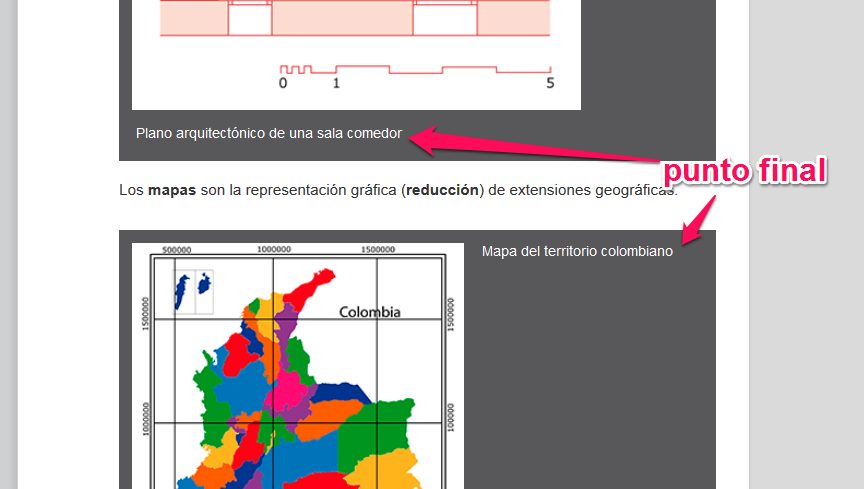 0 1 5
Plano arquitectónico de una sala comedor
punto final
Los mapas son la representación gráfica (reducción) de extensiones geográficas.
500000 1000000 1500000
Mapa del territorio colombiano
Colombia
1500000 1500000
1000000 1000000